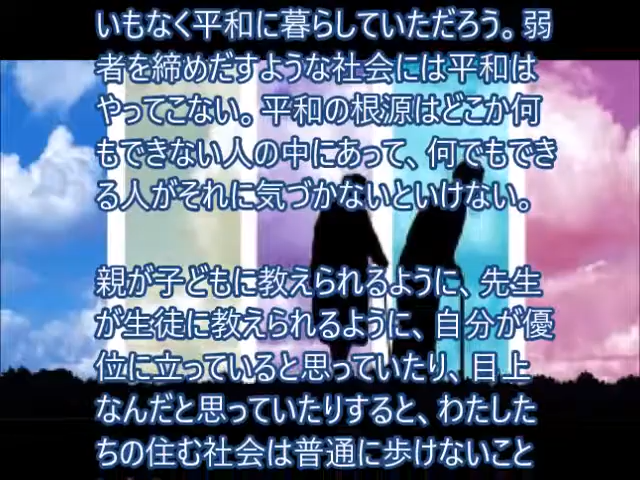 いもなく平和に暮らしていただろう。弱
者を締めだすような社会には平和は
やってこない。平和の根源はどこか何
もできない人の中にあって、何でもでき
る人がそれに気づかないといけない。
親が子どもに教えられるように、先生
が生徒に教えられるように、自分が優
位に立っていると思っていたり、目上
なんだと思っていたりすると、わたした
ちの住む社会は普通に歩けないこと